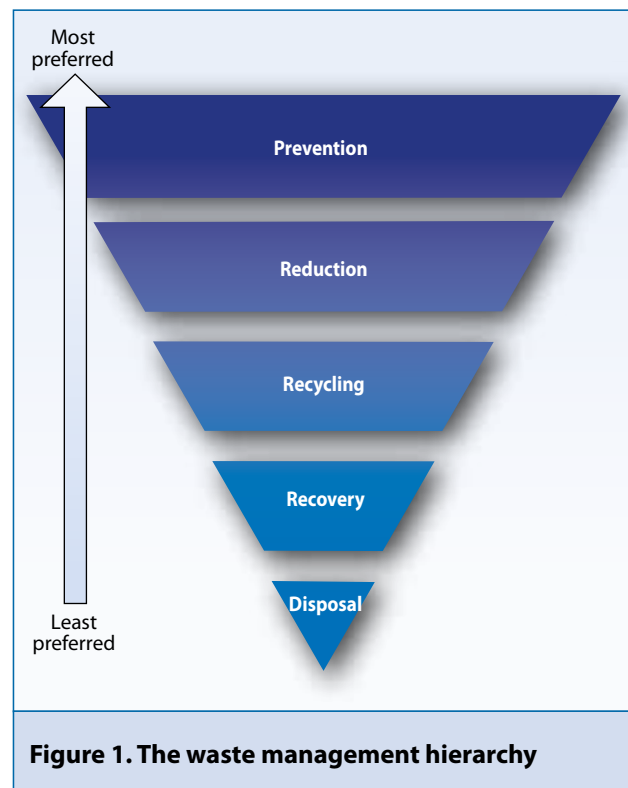 Most
preferred
Prevention
Reduction
Recycling
Recovery
Disposal
Least
preferred
Figure 1. The waste management hierarchy